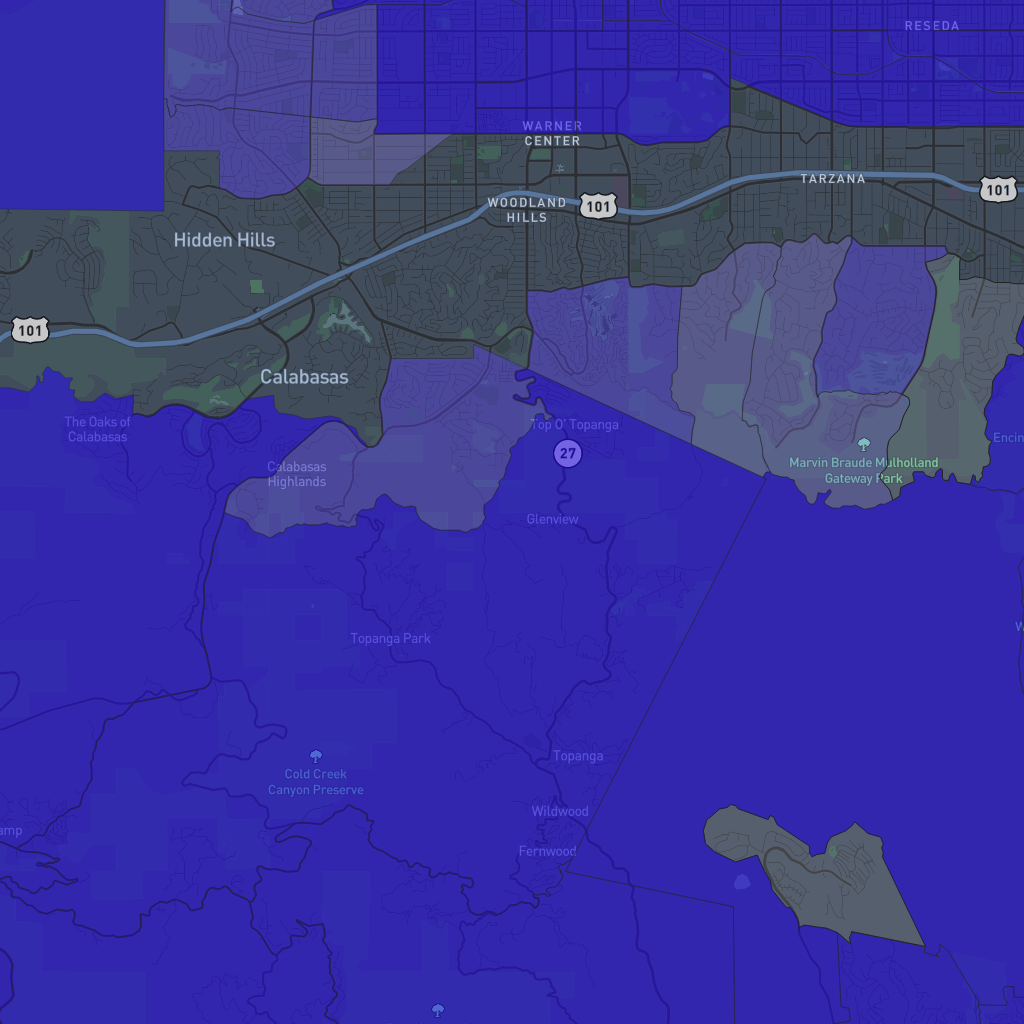 RESEDA
WARNER
CENTER
TARZANA
101
WOODLAND
HILLS
101
Hidden Hills
101
Calabasas
The Oaks of
Calabasas
Top O' Topanga
27
Encin
Marvin Braude Mulholland
Gateway Park
Calabasas
Highlands
Glenview
W
Topanga Park
Topanga
Cold Creek
Canyon Preserve
Wildwood
amp
Fernwood